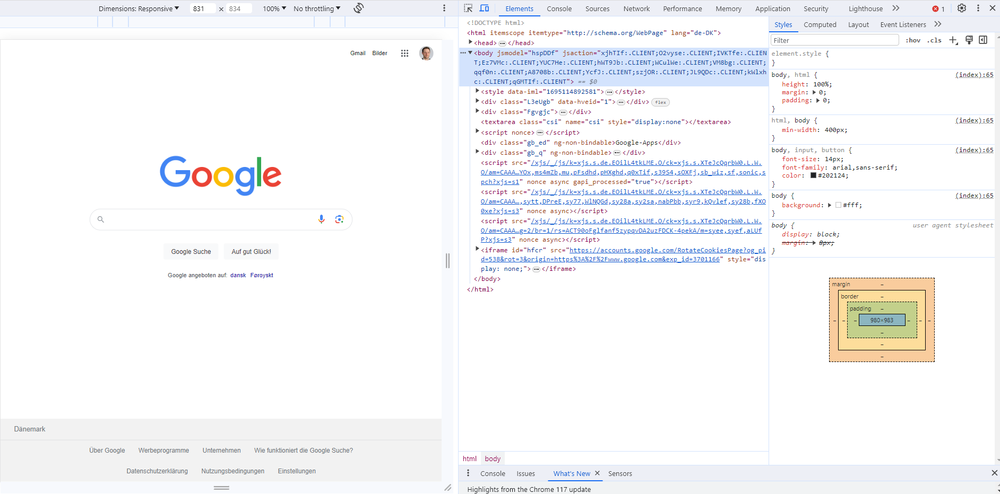 Dimensions: Responsive 831 × 834 100% No throttling
Gmail Bilder
Google
Google Suche Auf gut Glück!
Google angeboten auf: dansk Føroyskt
Dänemark
Über Google Werbeprogramme Unternehmen Wie funktioniert die Google Suche?
Datenschutzerklärung Nutzungsbedingungen Einstellungen
Elements Console Sources Network Performance Memory Application Security Lighthouse 1
<!DOCTYPE html>
<html itemscope itemtype="http://schema.org/WebPage" lang="de-DK">
<head>…</head>
<body jsmodel="hspDDf" jsaction="xjhTIf:.CLIENT;O2vyse:.CLIENT;IVKTfe:.CLIEN
T;Ez7VMc:.CLIENT;YUC7He:.CLIENT;hWT9Jb:.CLIENT;WCulWe:.CLIENT;VM8bg:.CLIENT;
qqf0n:.CLIENT;A8708b:.CLIENT;YcfJ:.CLIENT;szjOR:.CLIENT;JL9QDc:.CLIENT;kWlxh
c:.CLIENT;qGMTIf:.CLIENT"> == $0
<style data-iml="1695114892581">…</style>
<div class="L3eUgb" data-hveid="1">…</div> flex
<div class="Fgvgjc">…</div>
<textarea class="csi" name="csi" style="display:none"></textarea>
<script nonce>…</script>
<div class="gb_ed" ng-non-bindable>Google-Apps</div>
<div class="gb_q" ng-non-bindable>…</div>
<script src="/xjs/_/js/k=xjs.s.de.EOilL4tkLME.O/ck=xjs.s.XTeJcQqrbW0.L.W.
O/am=CAAA…YOx,ms4mZb,mu,pFsdhd,pHXghd,q0xTif,s39S4,sOXFj,sb_wiz,sf,sonic,s
pch?xjs=s1" nonce async gapi_processed="true"></script>
<script src="/xjs/_/js/k=xjs.s.de.EOilL4tkLME.O/ck=xjs.s.XTeJcQqrbW0.L.W.
O/am=CAAA…,sytt,DPreE,sy77,WlNQGd,sy28a,sy2sa,nabPbb,syr9,kQvlef,sy28b,fXO
0xe?xjs=s3" nonce async></script>
<script src="/xjs/_/js/k=xjs.s.de.EOilL4tkLME.O/ck=xjs.s.XTeJcQqrbW0.L.W.
O/am=CAAA…g=2/br=1/rs=ACT90oFglfanf5zypqvDA2uzFDCK-4pekA/m=syee,syef,aLUf
P?xjs=s3" nonce async></script>
<iframe id="hfcr" src="https://accounts.google.com/RotateCookiesPage?og_pi
d=538&rot=3&origin=https%3A%2F%2Fwww.google.com&exp_id=3701166" style="dis
play: none;">…</iframe>
</body>
</html>
html body
Styles Computed Layout Event Listeners
Filter :hov .cls
element.style {
}
body, html { (index):65
height: 100%;
margin: 0;
padding: 0;
}
html, body { (index):65
min-width: 400px;
}
body, input, button { (index):65
font-size: 14px;
font-family: arial,sans-serif;
color: #202124;
}
body { (index):65
background: #fff;
}
body { user agent stylesheet
display: block;
margin: 8px;
}
margin –
border –
padding –
– – – 980×983 – – –
–
–
–
Console Issues What's New Sensors
Highlights from the Chrome 117 update